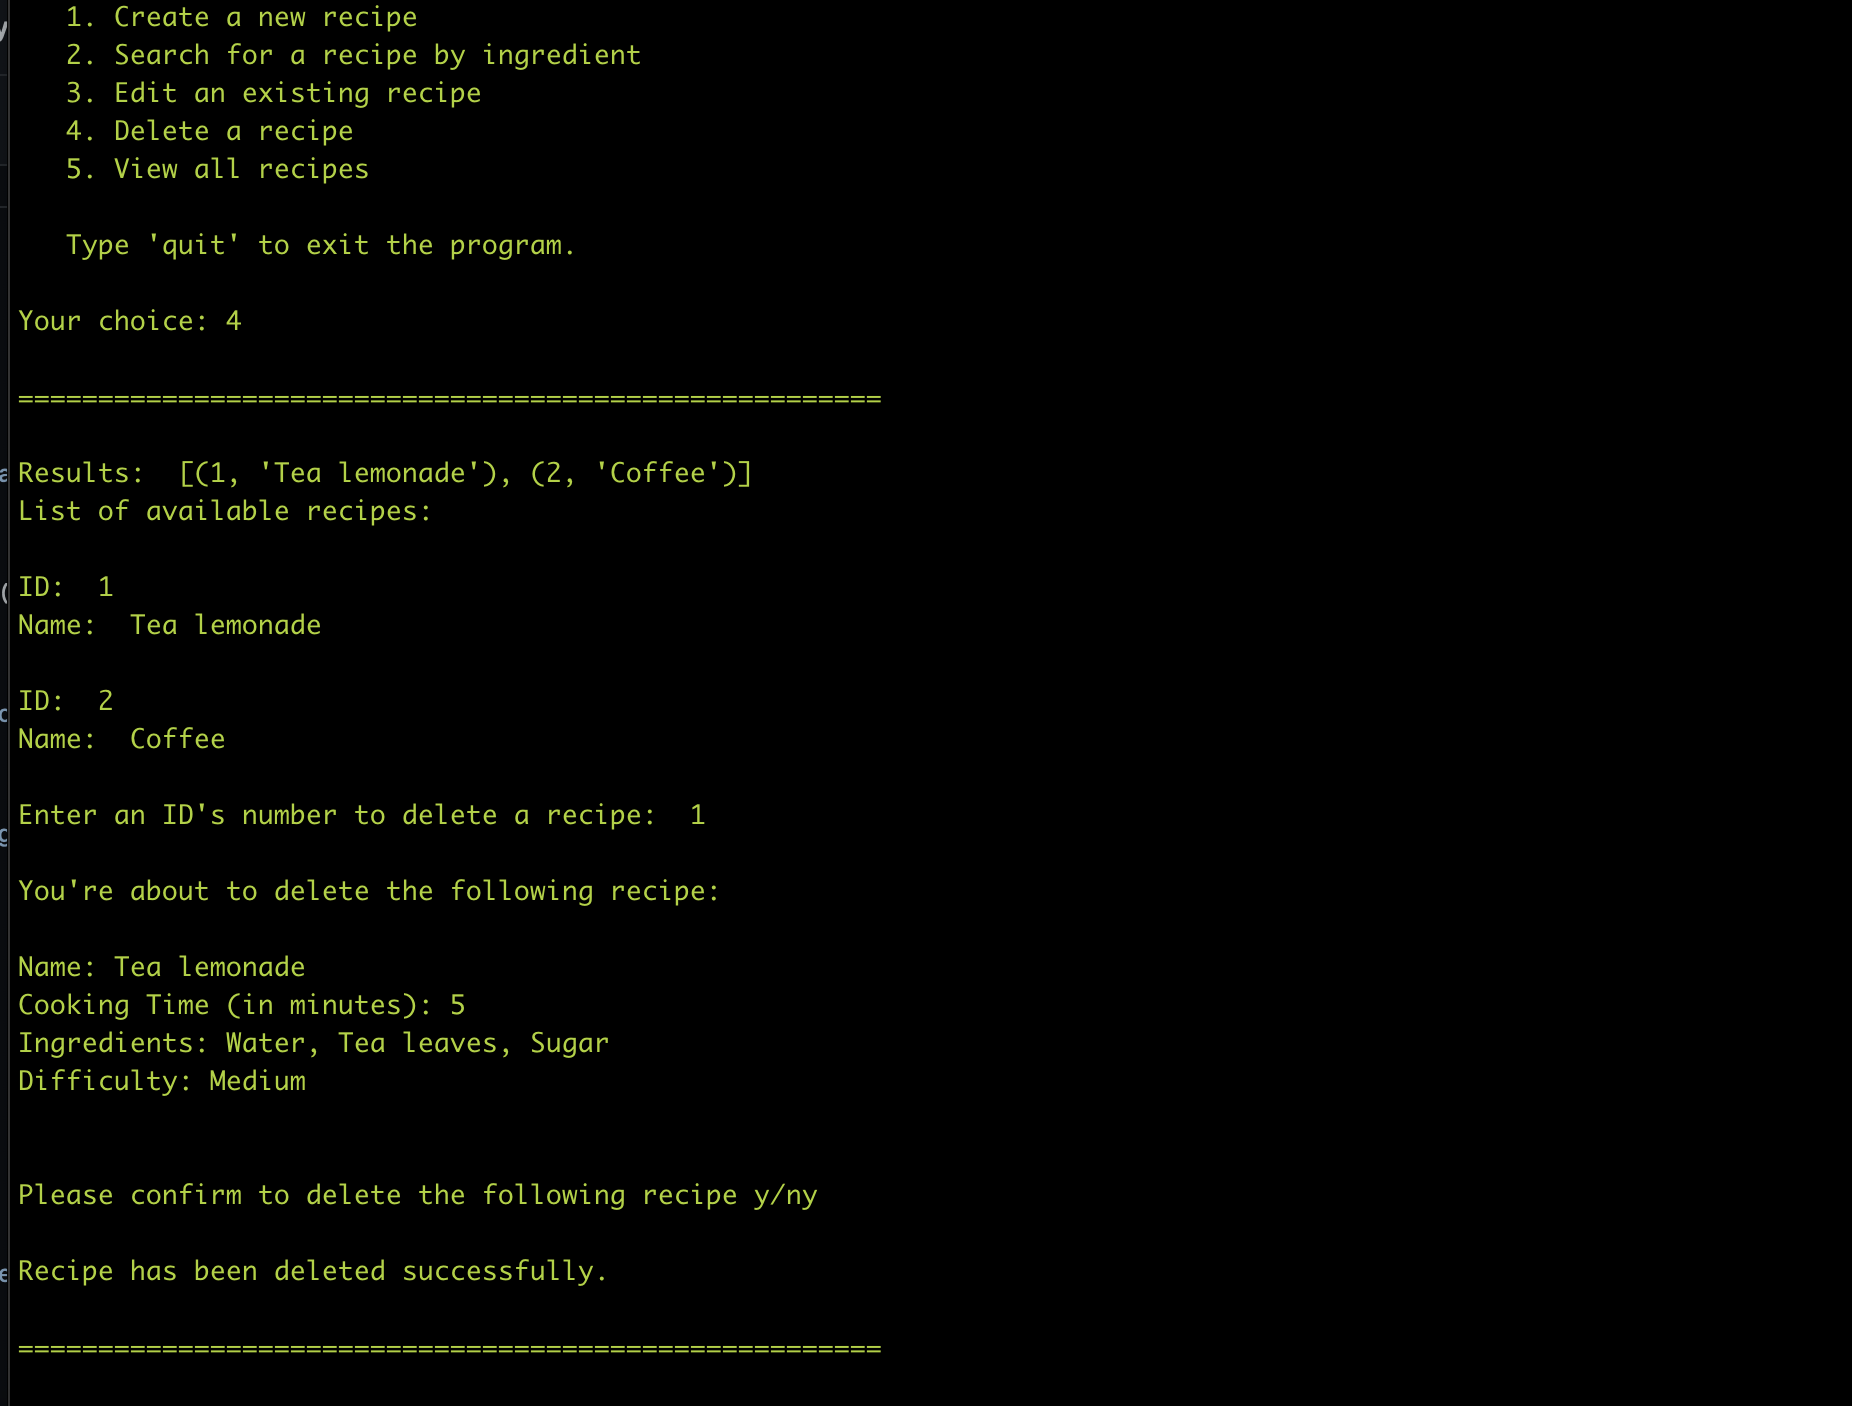 1. Create a new recipe
2. Search for a recipe by ingredient
3. Edit an existing recipe
4. Delete a recipe
5. View all recipes
Type 'quit' to exit the program.
Your choice: 4
======================================================
Results:  [(1, 'Tea lemonade'), (2, 'Coffee')]
List of available recipes:
ID:  1
Name:  Tea lemonade
ID:  2
Name:  Coffee
Enter an ID's number to delete a recipe:  1
You're about to delete the following recipe:
Name: Tea lemonade
Cooking Time (in minutes): 5
Ingredients: Water, Tea leaves, Sugar
Difficulty: Medium
Please confirm to delete the following recipe y/ny
Recipe has been deleted successfully.
======================================================